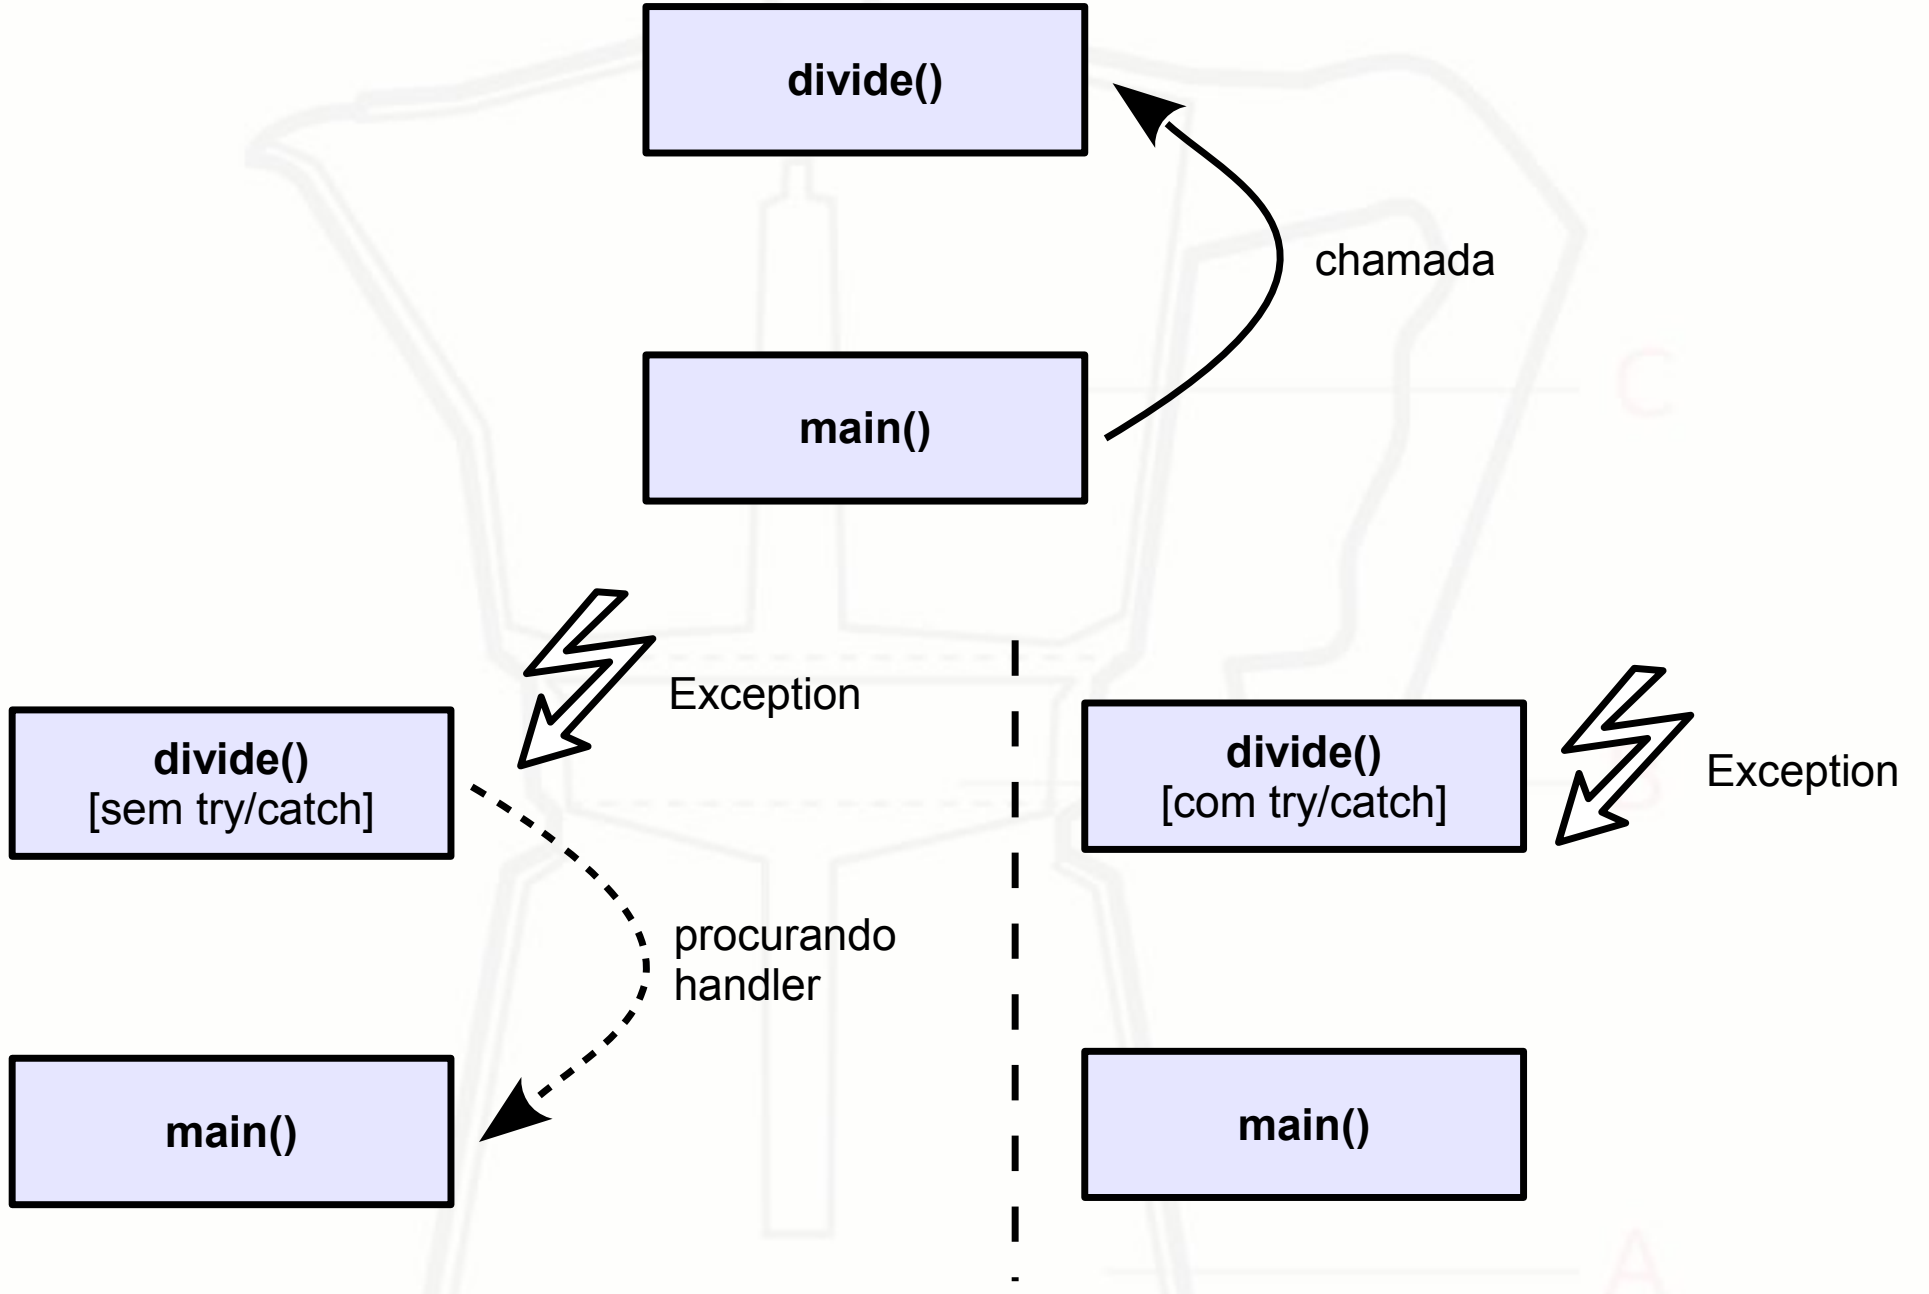 divide()
chamada
main()
Exception
divide()
[sem try/catch]
procurando
handler
main()
divide()
[com try/catch]
Exception
main()
C
A